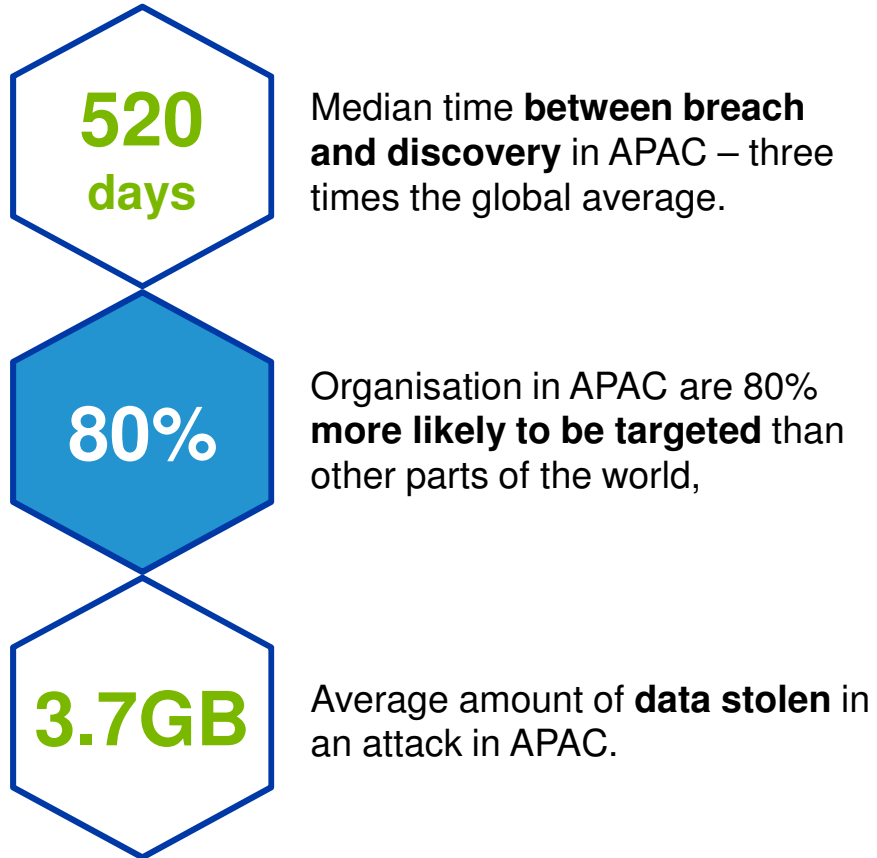 520
days
Median time between breach
and discovery in APAC – three
times the global average.
80%
Organisation in APAC are 80%
more likely to be targeted than
other parts of the world,
3.7GB
Average amount of data stolen in
an attack in APAC.